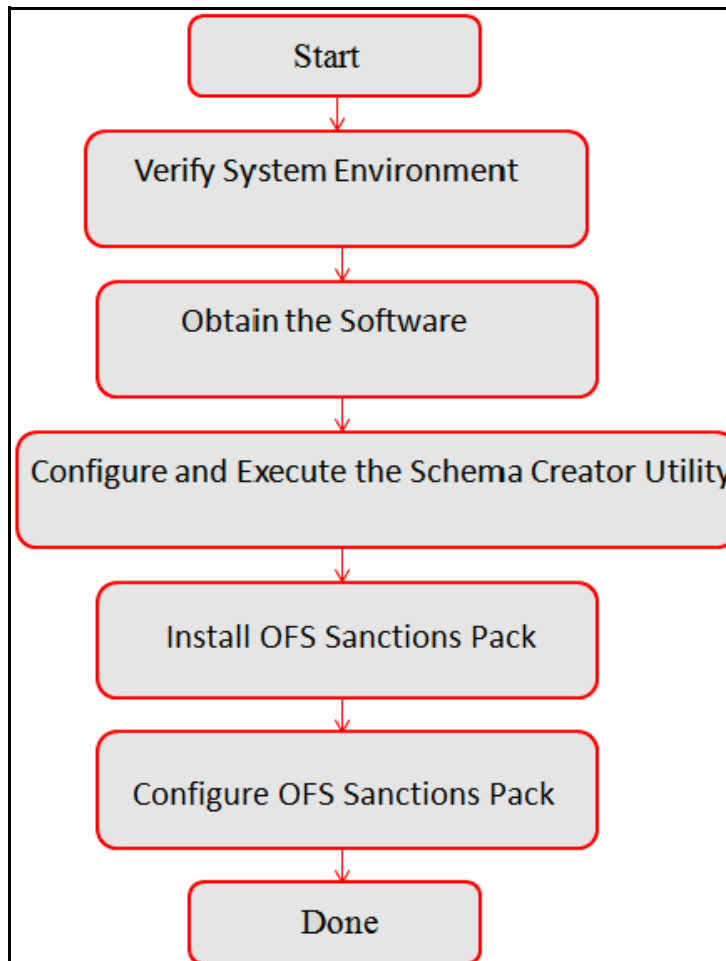 Start
Verify System Environment
Obtain the Software
Configure and Execute the Schema Creator Utility
Install OFS Sanctions Pack
Configure OFS Sanctions Pack
Done